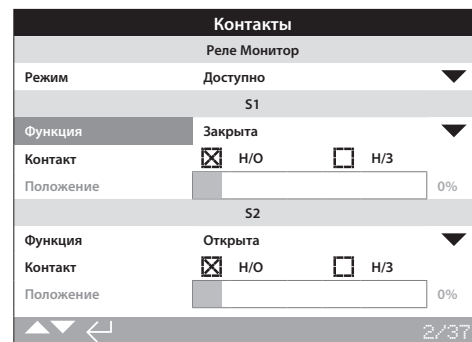 Контакты
Реле Монитор
Режим Доступно
S1
Функция Закрыта
Контакт Н/О Н/З
Положение 0%
S2
Функция Открыта
Контакт Н/О Н/З
Положение 0%
2/37